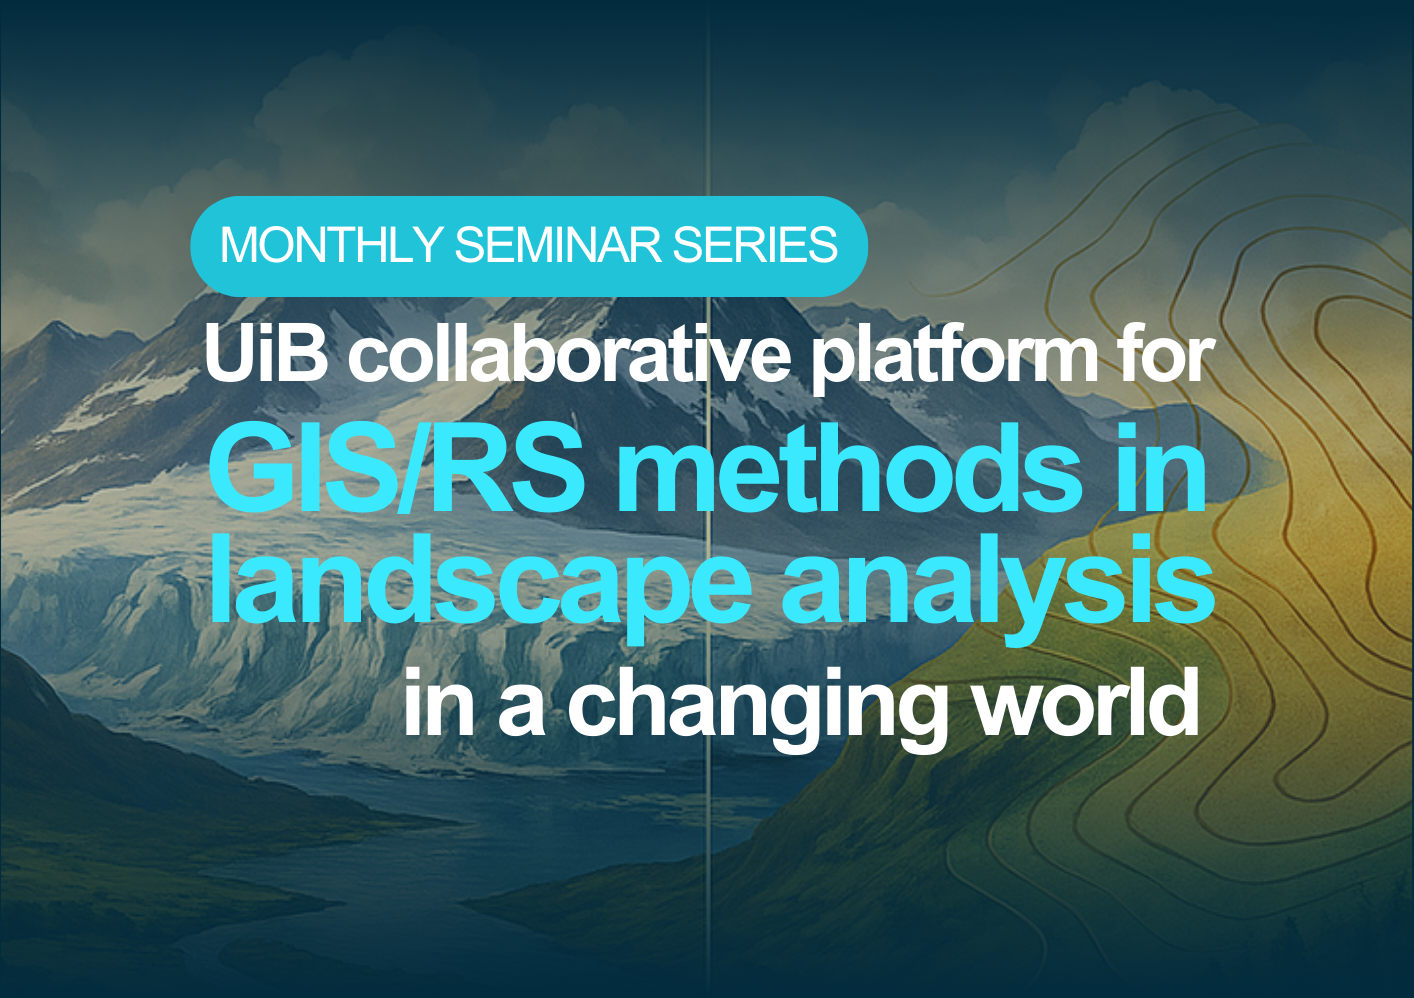 MONTHLY SEMINAR SERIES
UiB collaborative platform for
GIS/RS methods in
landscape analysis
in a changing world